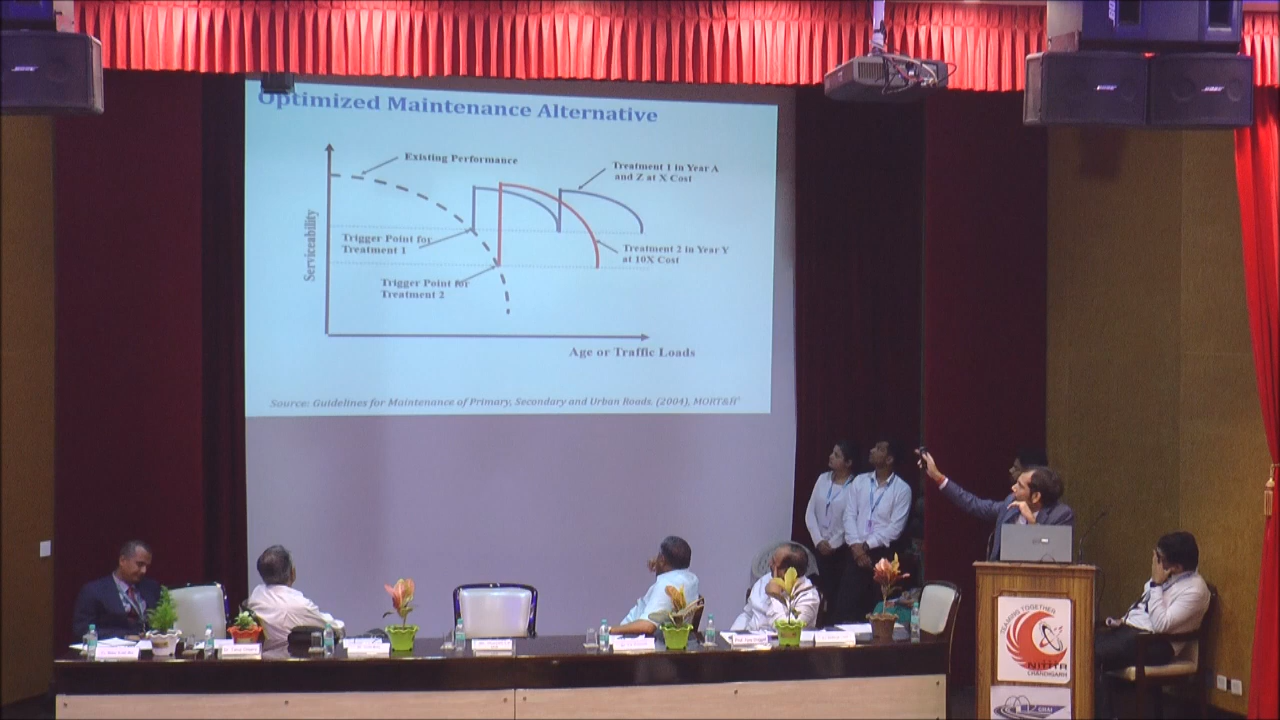 Optimized Maintenance Alternative
Existing Performance
Treatment 1 in Year A
and Z at X Cost
Serviceability
Trigger Point for
Treatment 1
Treatment 2 in Year Y
at 10X Cost
Trigger Point for
Treatment 2
Age or Traffic Loads
Source: Guidelines for Maintenance of Primary, Secondary and Urban Roads, (2004), MORT&H
BOSE
BOSE
TEAMING TOGETHER
NITTTR
CHANDIGARH